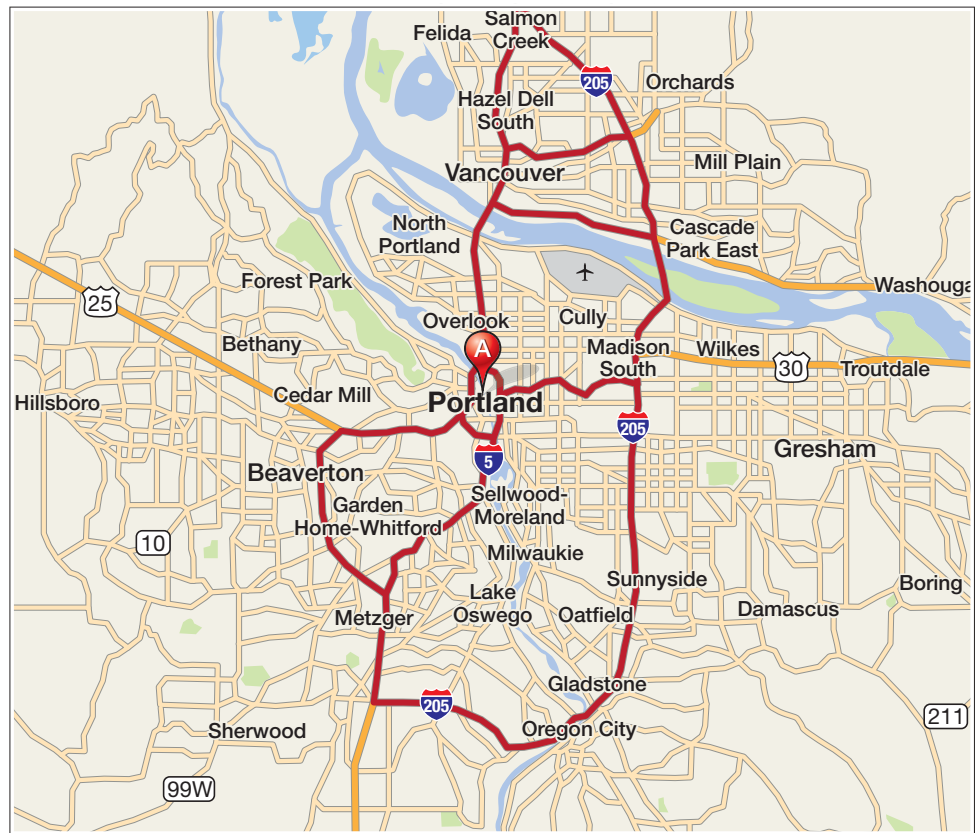 Salmon
Creek
Felida
205
Orchards
Hazel Dell
South
Mill Plain
Vancouver
North
Portland
Cascade
Park East
Forest Park
Washouga
25
Overlook
Cully
Bethany
A
Madison
South
Wilkes
30
Troutdale
Cedar Mill
Hillsboro
Portland
205
Gresham
5
Beaverton
Sellwood-
Moreland
Garden
Home-Whitford
10
Milwaukie
Sunnyside
Boring
Lake
Oswego
Oatfield
Damascus
Metzger
Gladstone
205
211
Sherwood
Oregon City
99W